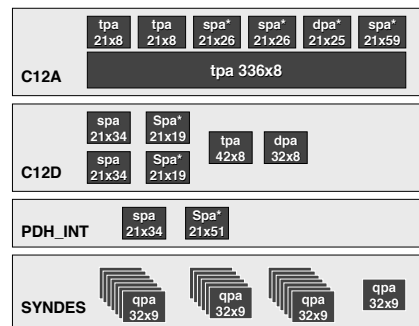 tpa tpa spa* spa* dpa* spa*
21x8 21x8 21x26 21x26 21x25 21x59
tpa 336x8
C12A
spa Spa*
21x34 21x19
tpa dpa
42x8 32x8
spa Spa*
21x34 21x19
C12D
spa Spa*
21x34 21x51
PDH_INT
qpa
32x9
qpa qpa qpa
32x9 32x9 32x9
SYNDES